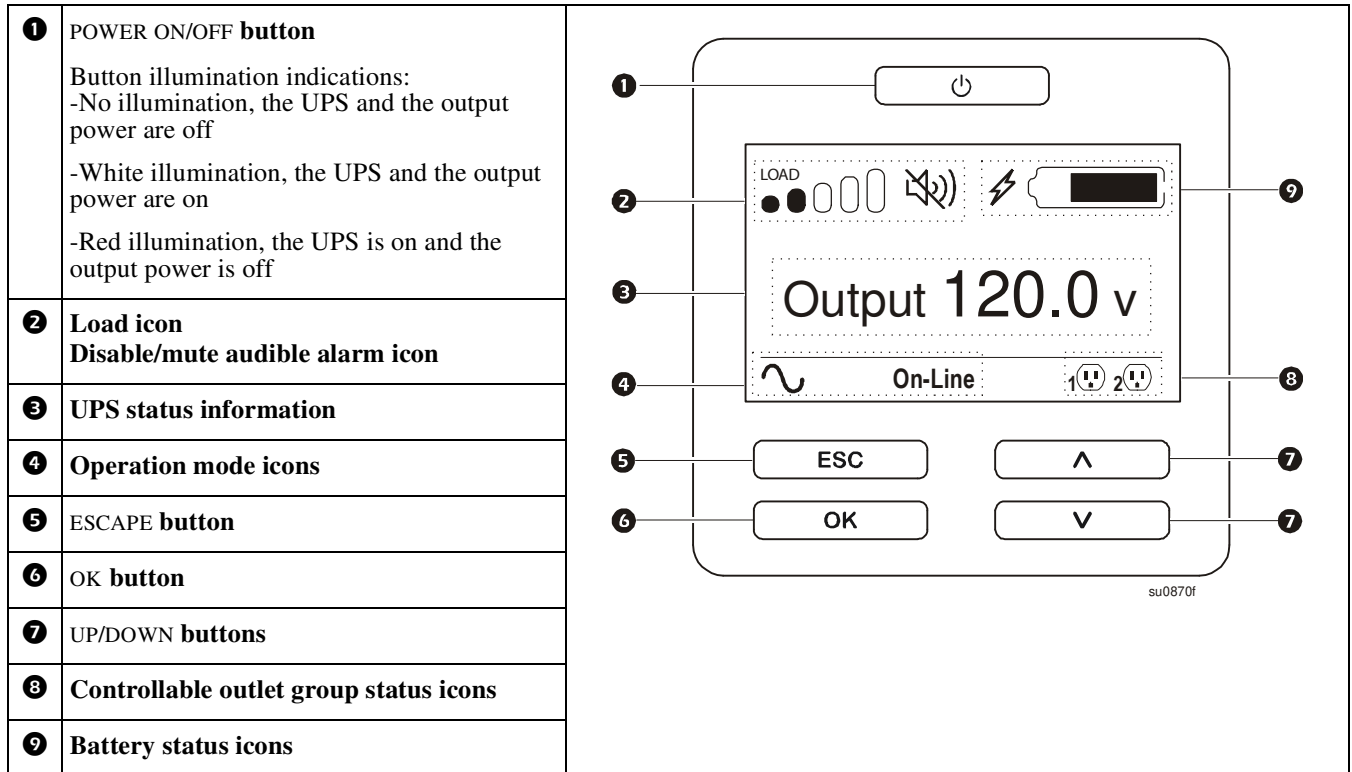 ❶ POWER ON/OFF button
Button illumination indications:
-No illumination, the UPS and the output
power are off
-White illumination, the UPS and the output
power are on
-Red illumination, the UPS is on and the
output power is off
❷ Load icon
Disable/mute audible alarm icon
❸ UPS status information
❹ Operation mode icons
❺ ESCAPE button
❻ OK button
❼ UP/DOWN buttons
❽ Controllable outlet group status icons
❾ Battery status icons
❶
LOAD
❷
❾
❸
Output 120.0 v
❹
On-Line
1 2
❽
❺
ESC
❼
❻
OK
❼
su0870f